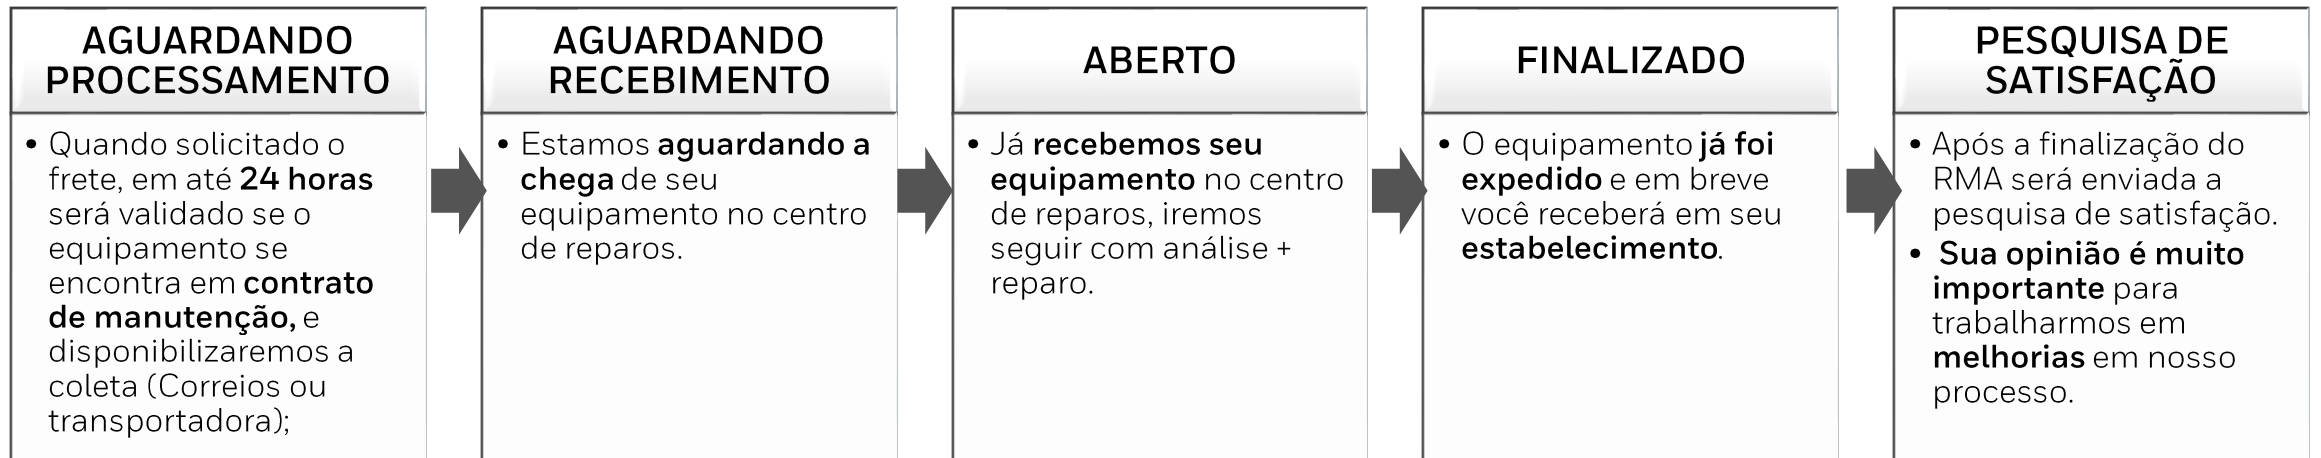 AGUARDANDO
PROCESSAMENTO
• Quando solicitado o
frete, em até 24 horas
será validado se o
equipamento se
encontra em contrato
de manutenção, e
disponibilizaremos a
coleta (Correios ou
transportadora);
AGUARDANDO
RECEBIMENTO
• Estamos aguardando a
chega de seu
equipamento no centro
de reparos.
ABERTO
• Já recebemos seu
equipamento no centro
de reparos, iremos
seguir com análise +
reparo.
FINALIZADO
• O equipamento já foi
expedido e em breve
você receberá em seu
estabelecimento.
PESQUISA DE
SATISFAÇÃO
• Após a finalização do
RMA será enviada a
pesquisa de satisfação.
• Sua opinião é muito
importante para
trabalharmos em
melhorias em nosso
processo.